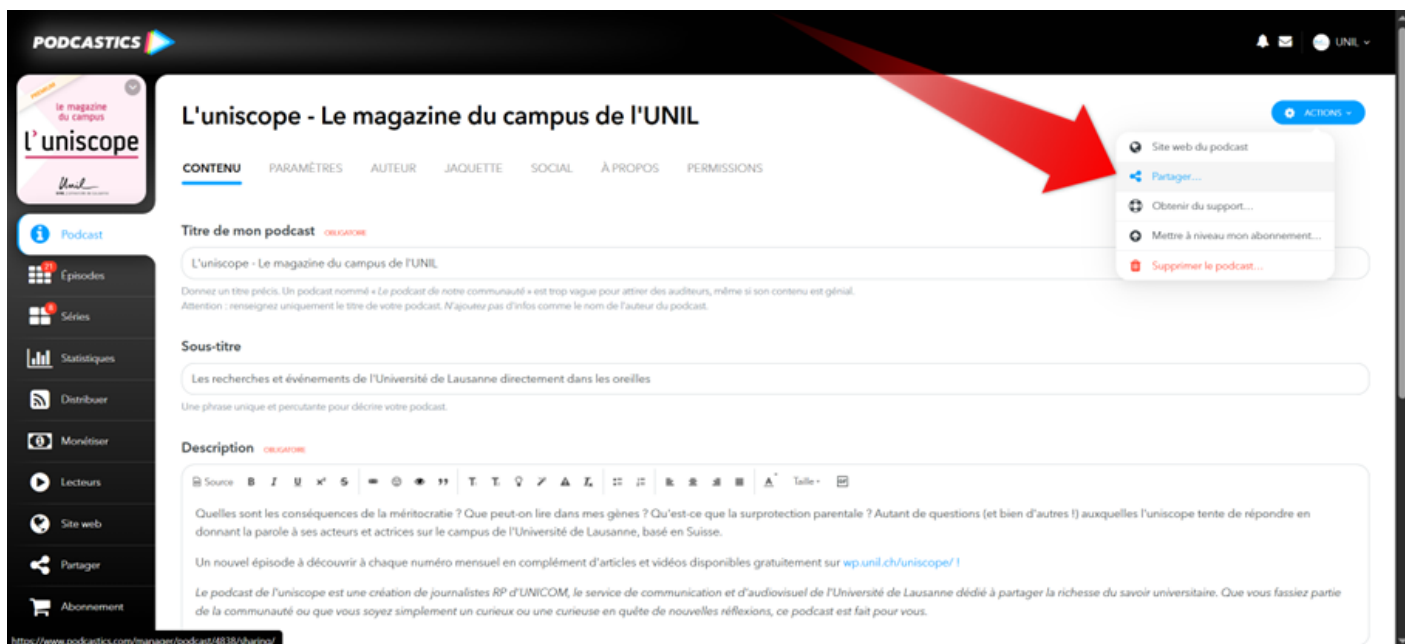 PODCASTICS
UNIL
PREMIUM
le magazine
du campus
l'uniscope
Unil
L'uniscope - Le magazine du campus de l'UNIL
ACTIONS
Site web du podcast
Partager...
Obtenir du support...
Mettre à niveau mon abonnement...
Supprimer le podcast...
CONTENU PARAMÈTRES AUTEUR JAQUETTE SOCIAL À PROPOS PERMISSIONS
Podcast
71
Épisodes
Séries
Statistiques
Distribuer
Monétiser
Lecteurs
Site web
Partager
Abonnement
Titre de mon podcast OBLIGATOIRE
L'uniscope - Le magazine du campus de l'UNIL
Donnez un titre précis. Un podcast nommé « Le podcast de notre communauté » est trop vague pour attirer des auditeurs, même si son contenu est génial.
Attention : renseignez uniquement le titre de votre podcast. N'ajoutez pas d'infos comme le nom de l'auteur du podcast.
Sous-titre
Les recherches et événements de l'Université de Lausanne directement dans les oreilles
Une phrase unique et percutante pour décrire votre podcast.
Description OBLIGATOIRE
Source B I U x² S Taille
Quelles sont les conséquences de la méritocratie ? Que peut-on lire dans mes gènes ? Qu'est-ce que la surprotection parentale ? Autant de questions (et bien d'autres !) auxquelles l'uniscope tente de répondre en
donnant la parole à ses acteurs et actrices sur le campus de l'Université de Lausanne, basé en Suisse.
Un nouvel épisode à découvrir à chaque numéro mensuel en complément d'articles et vidéos disponibles gratuitement sur wp.unil.ch/uniscope/ !
Le podcast de l'uniscope est une création de journalistes RP d'UNICOM, le service de communication et d'audiovisuel de l'Université de Lausanne dédié à partager la richesse du savoir universitaire. Que vous fassiez partie
de la communauté ou que vous soyez simplement un curieux ou une curieuse en quête de nouvelles réflexions, ce podcast est fait pour vous.
https://www.podcastics.com/manager/podcast/4838/sharing/